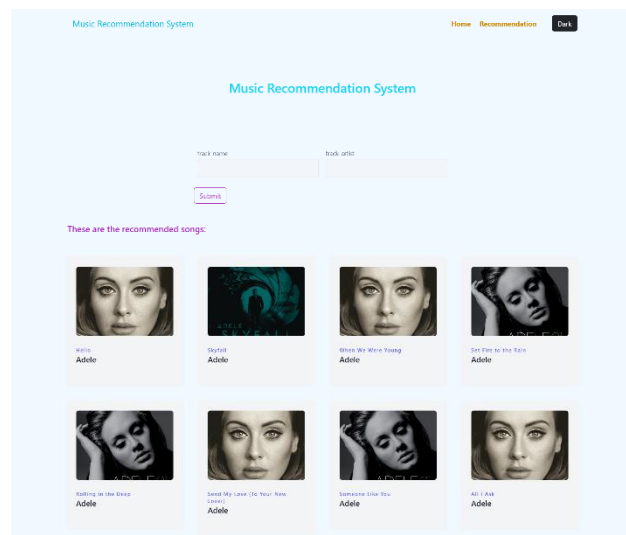 Music Recommendation System
Home Recommendation Dark
Music Recommendation System
track name track artist
Submit
These are the recommended songs:
ADELE
SKYFALL
Hello Skyfall When We Were Young Set Fire to the Rain
Adele Adele Adele Adele
Rolling in the Deep Send My Love (To Your New Lover) Someone Like You All I Ask
Adele Adele Adele Adele